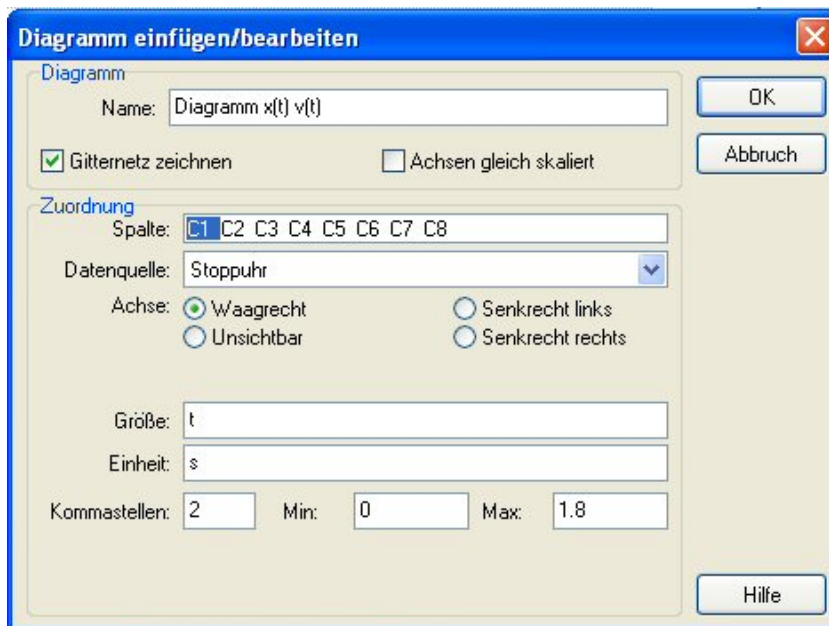 Diagramm einfügen/bearbeiten
Diagramm
Name: Diagramm x(t) v(t)
OK
Gitternetz zeichnen Achsen gleich skaliert
Abbruch
Zuordnung
Spalte: C1 C2 C3 C4 C5 C6 C7 C8
Datenquelle: Stoppuhr
Achse: Waagrecht Senkrecht links
Unsichtbar Senkrecht rechts
Größe: t
Einheit: s
Kommastellen: 2 Min: 0 Max: 1.8
Hilfe